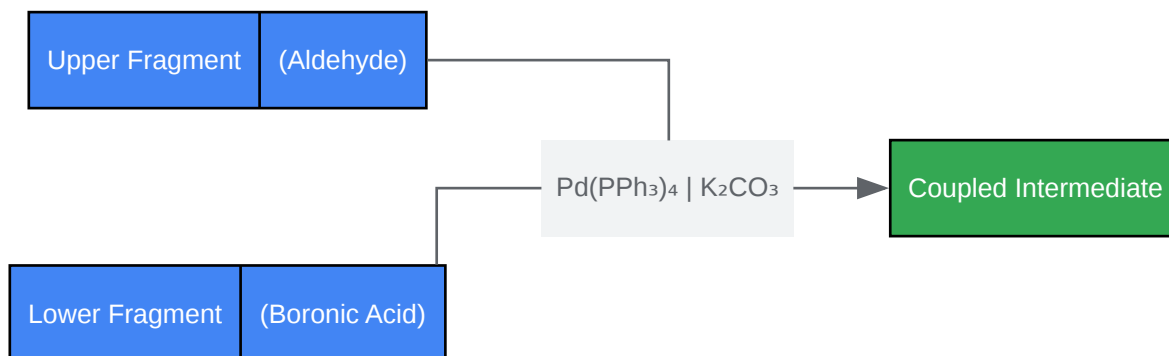 Upper Fragment (Aldehyde)
Pd(PPh₃)₄ | K₂CO₃
Coupled Intermediate
Lower Fragment (Boronic Acid)